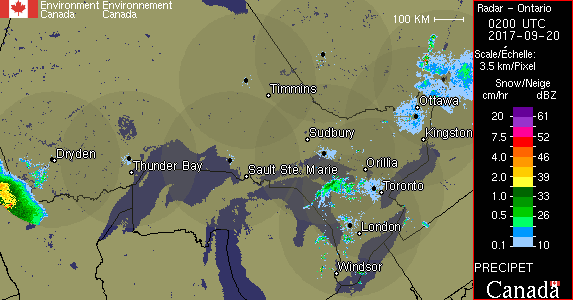 Environment Environnement
Canada Canada
100 KM
Timmins
Ottawa
Sudbury
Kingston
Dryden
Thunder Bay
Sault Ste. Marie
Orillia
Toronto
London
Windsor
Radar - Ontario
0200 UTC
2017-09-20
Scale/Échelle:
3.5 km/Pixel
Snow/Neige
cm/hr dBZ
20 61
7.5 52
4.0 46
2.0 39
1.0 33
0.5 26
0.1 10
PRECIPET
Canada